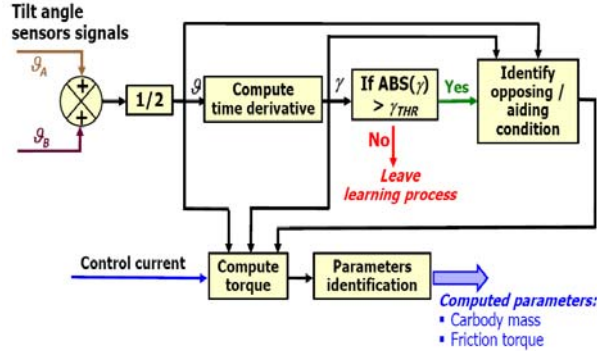 Tilt angle
sensors signals
ϑA
+
+
ϑB
1/2
ϑ
Compute
time derivative
γ
If ABS(γ)
> γTHR
Yes
Identify
opposing /
aiding
condition
No
Leave
learning process
Control current
Compute
torque
Parameters
identification
Computed parameters:
▪ Carbody mass
▪ Friction torque